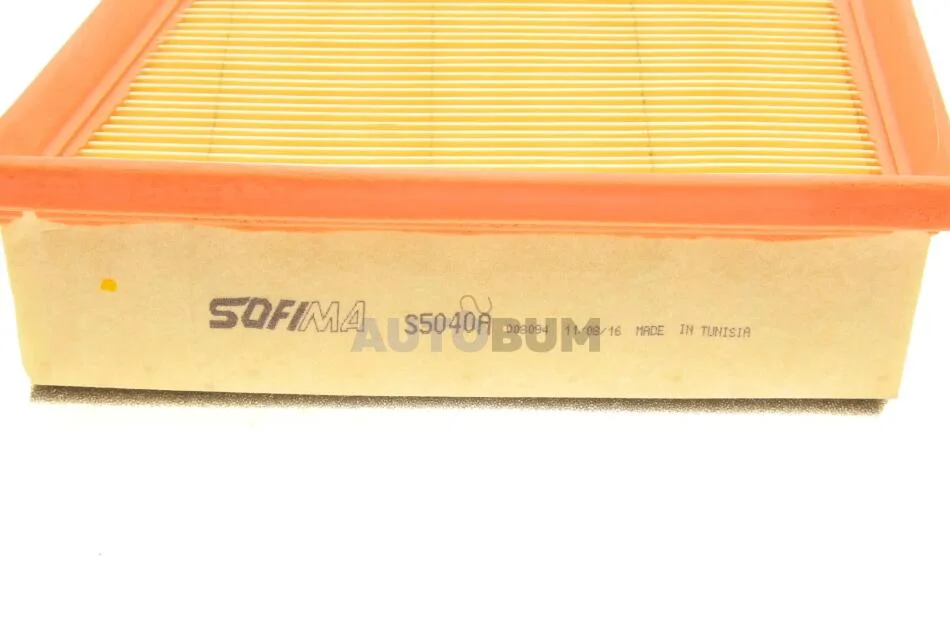 SOFIMA S5040A 008094 11/08/16 MADE IN TUNISIA
AUTOBUM